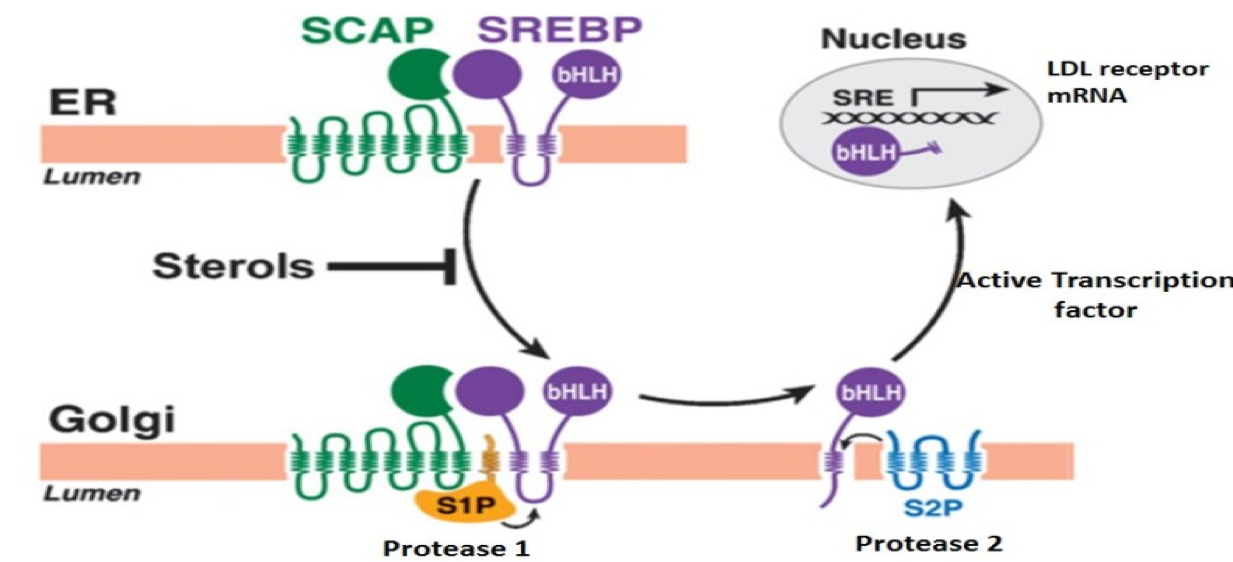 SCAP SREBP
bHLH
ER
Lumen
Nucleus
SRE
LDL receptor
mRNA
bHLH
Sterols
Active Transcription
factor
Golgi
bHLH
bHLH
Lumen
S1P
S2P
Protease 1
Protease 2